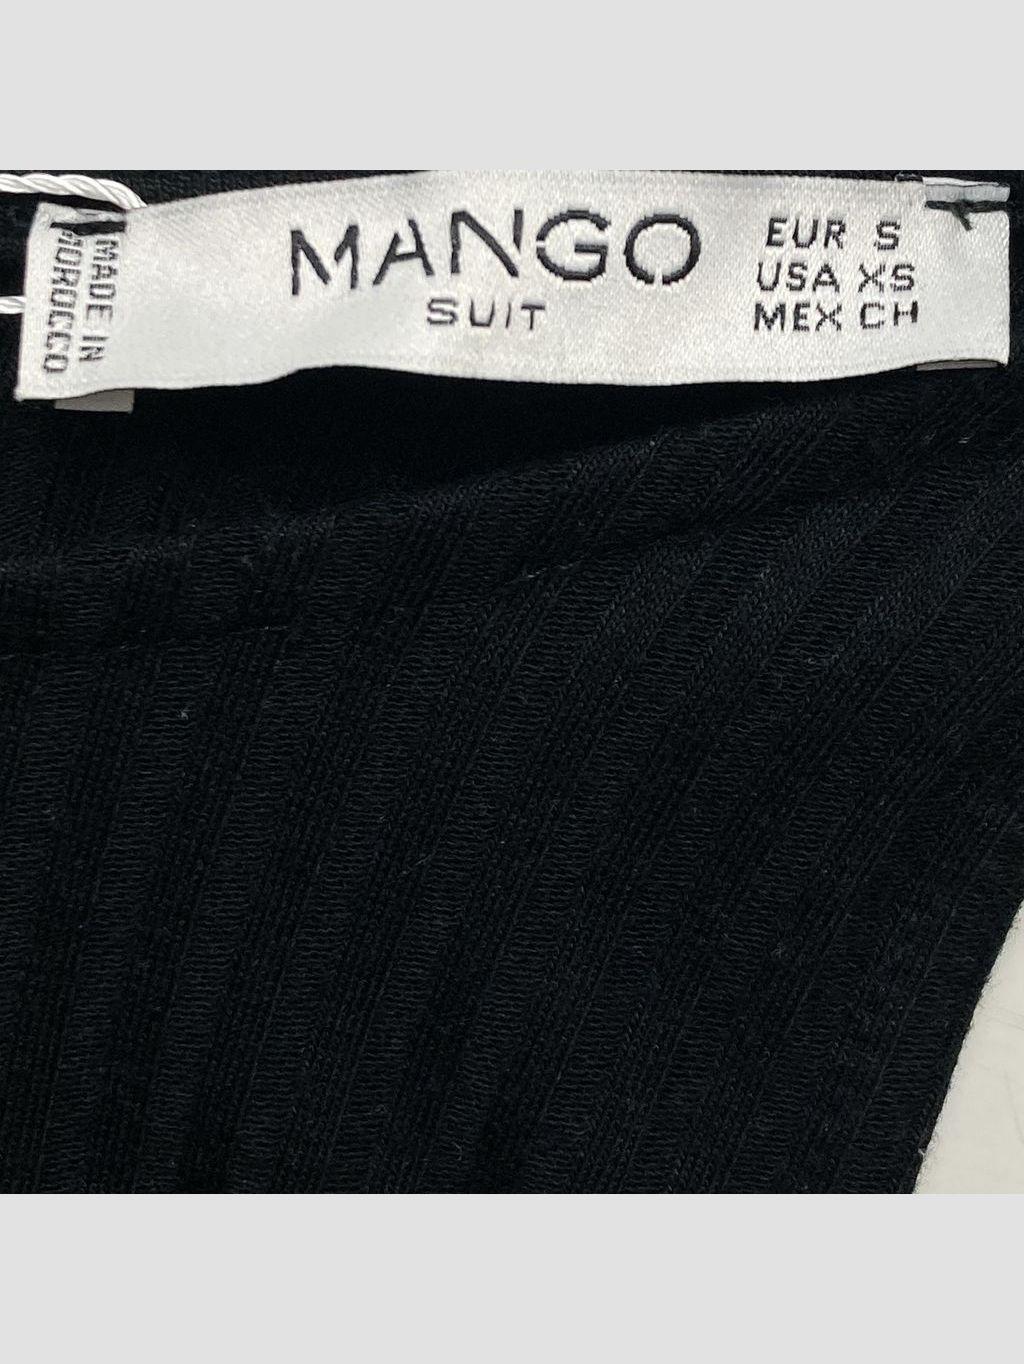 MADE IN
MOROCCO
MANGO
SUIT
EUR S
USA XS
MEX CH